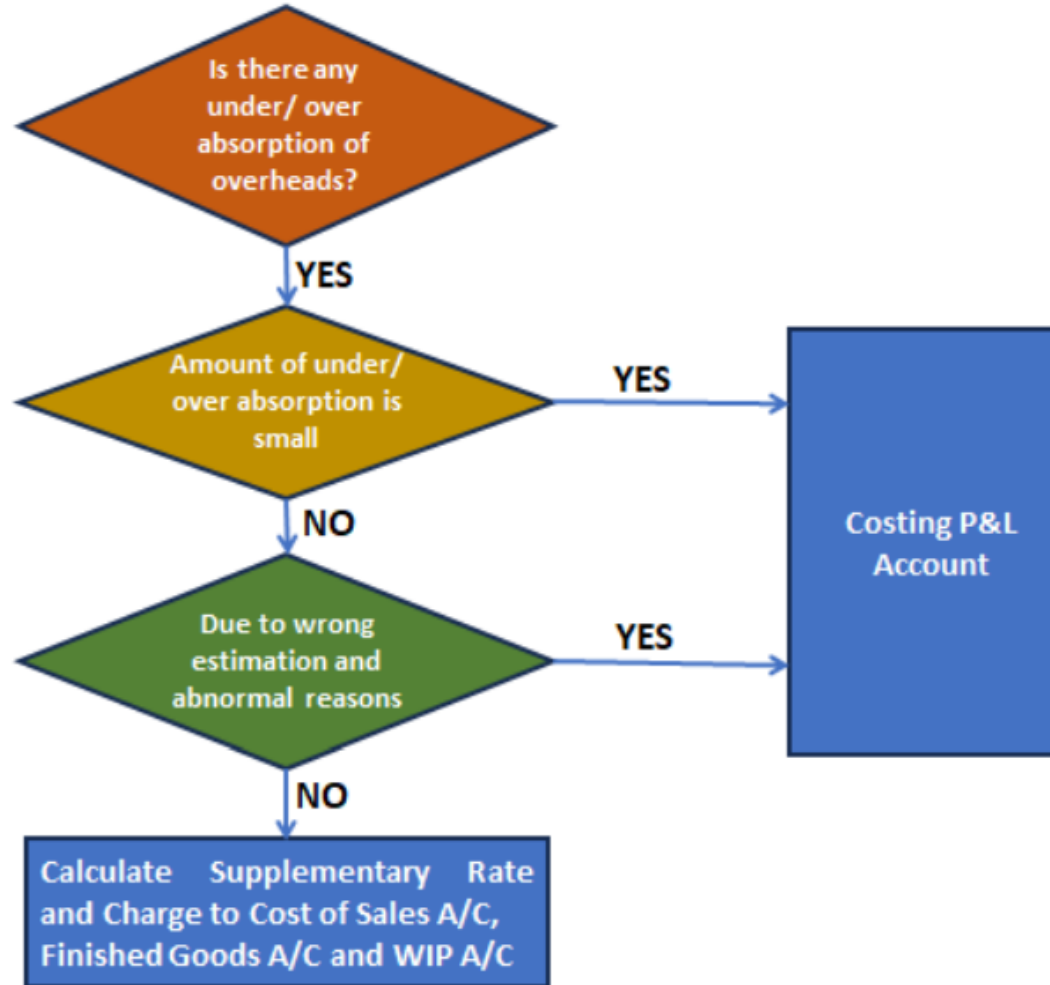 Is there any
under/ over
absorption of
overheads?
YES
Amount of under/
over absorption is
small
YES
NO
Due to wrong
estimation and
abnormal reasons
YES
NO
Costing P&L
Account
Calculate Supplementary Rate
and Charge to Cost of Sales A/C,
Finished Goods A/C and WIP A/C